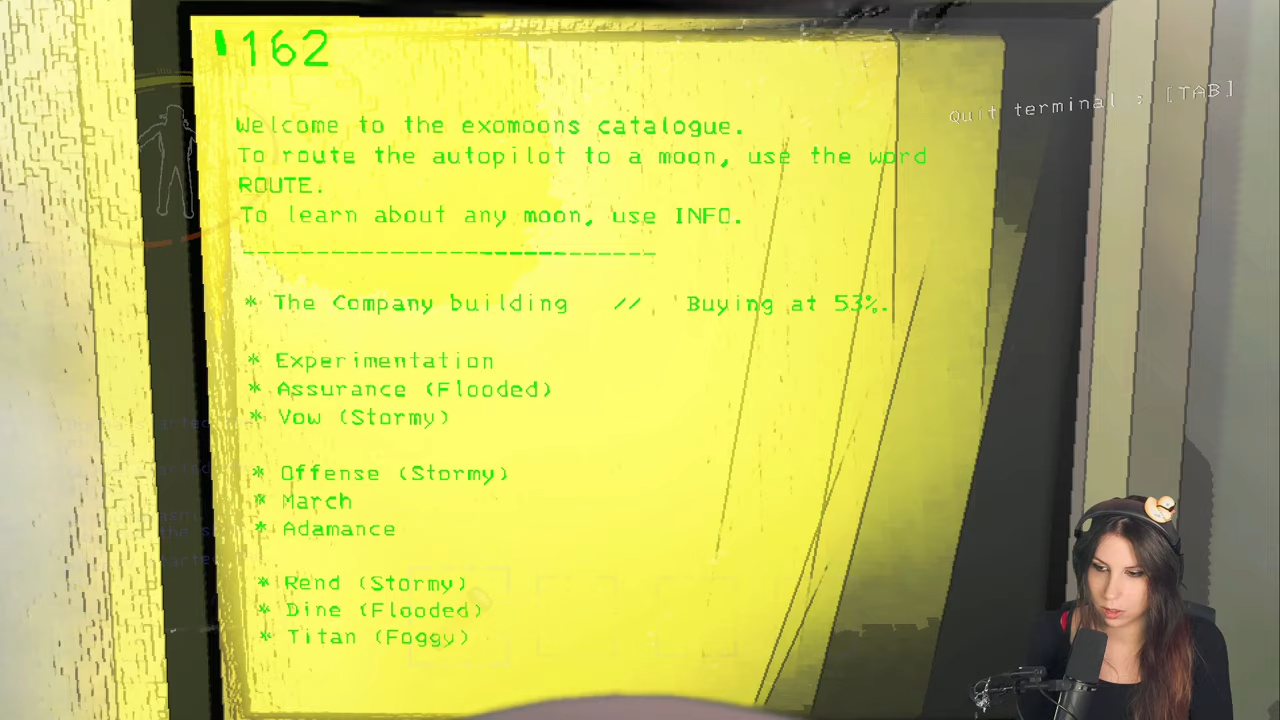 162
Quit terminal : [TAB]
Welcome to the exomoons catalogue.
To route the autopilot to a moon, use the word
ROUTE.
To learn about any moon, use INFO.
----------------------------
* The Company building // Buying at 53%.
* Experimentation
* Assurance (Flooded)
* Vow (Stormy)
* Offense (Stormy)
* March
* Adamance
* Rend (Stormy)
* Dine (Flooded)
* Titan (Foggy)